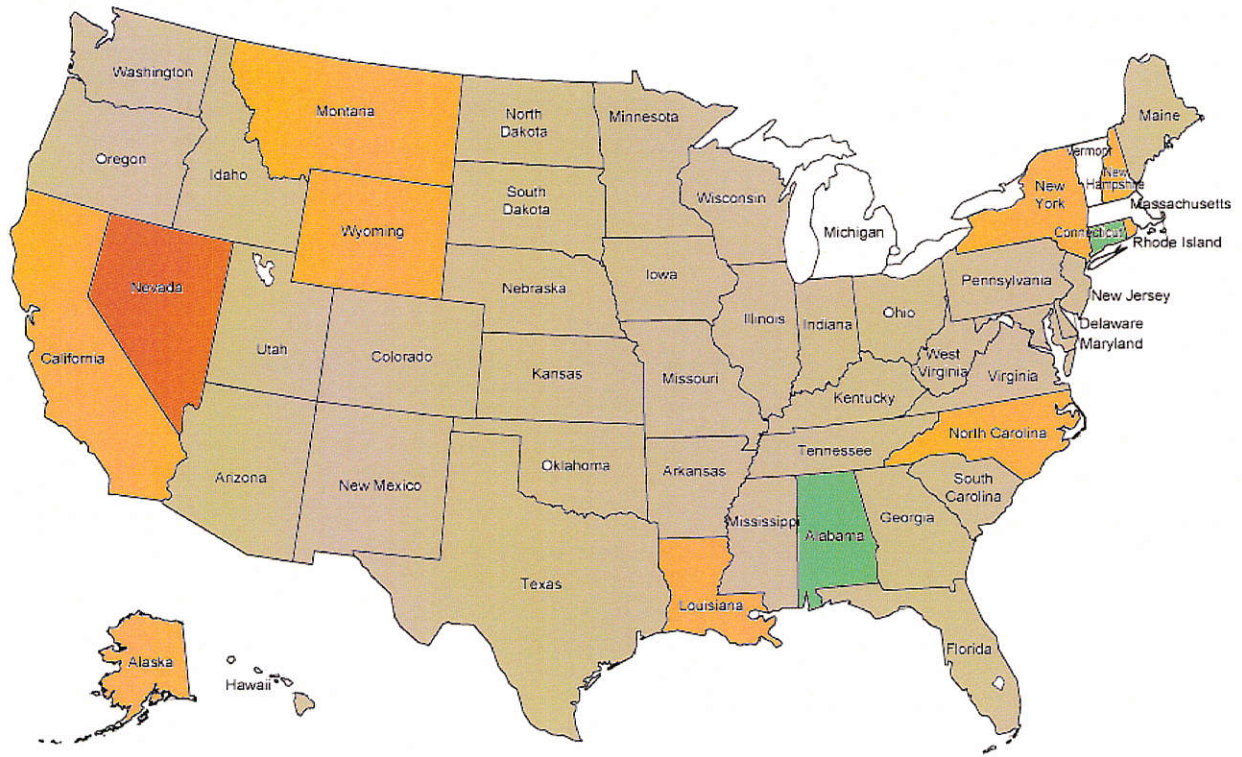 Washington
Montana
North
Dakota
Minnesota
Maine
Oregon
Idaho
Vermont
New
Hampshire
South
Dakota
Wisconsin
New
York
Massachusetts
Wyoming
Michigan
Connecticut
Rhode Island
Nevada
Iowa
Pennsylvania
Nebraska
New Jersey
Illinois
Indiana
Ohio
Delaware
Maryland
California
Utah
Colorado
West
Virginia
Kansas
Missouri
Virginia
Kentucky
North Carolina
Tennessee
Oklahoma
Arkansas
Arizona
New Mexico
South
Carolina
Mississippi
Georgia
Alabama
Texas
Louisiana
Florida
Alaska
Hawaii